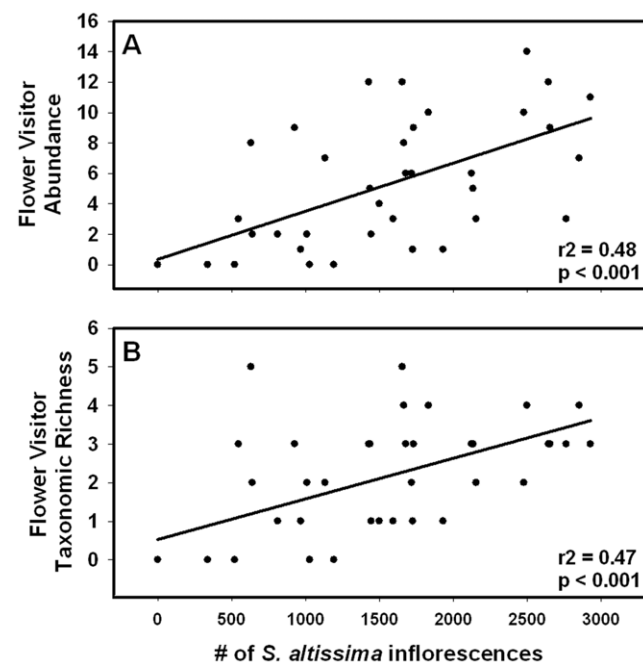 A
16
14
12
10
8
6
4
2
0
Flower Visitor
Abundance
r2 = 0.48
p < 0.001
B
6
5
4
3
2
1
0
Flower Visitor
Taxonomic Richness
r2 = 0.47
p < 0.001
0 500 1000 1500 2000 2500 3000
# of S. altissima inflorescences